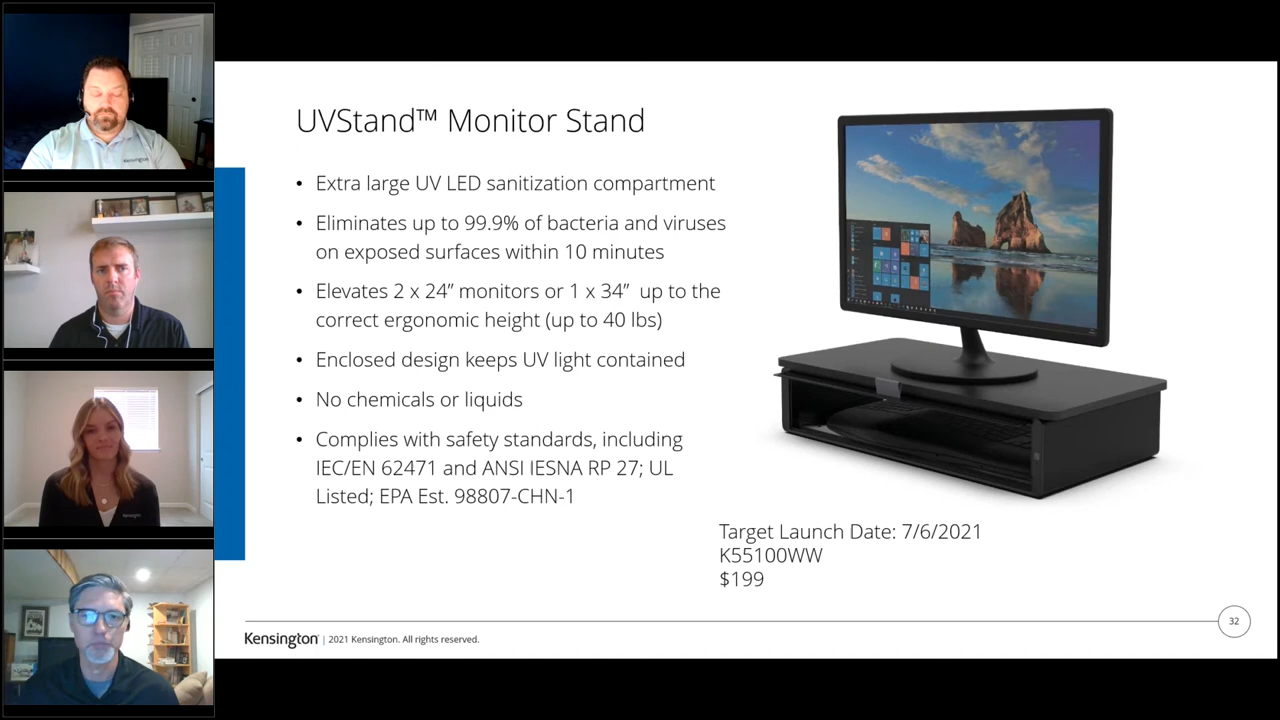 UVStand™ Monitor Stand
• Extra large UV LED sanitization compartment
• Eliminates up to 99.9% of bacteria and viruses
on exposed surfaces within 10 minutes
• Elevates 2 x 24” monitors or 1 x 34”  up to the
correct ergonomic height (up to 40 lbs)
• Enclosed design keeps UV light contained
• No chemicals or liquids
• Complies with safety standards, including
IEC/EN 62471 and ANSI IESNA RP 27; UL
Listed; EPA Est. 98807-CHN-1
Target Launch Date: 7/6/2021
K55100WW
$199
Kensington | 2021 Kensington. All rights reserved.
32
Kensington
Kensington